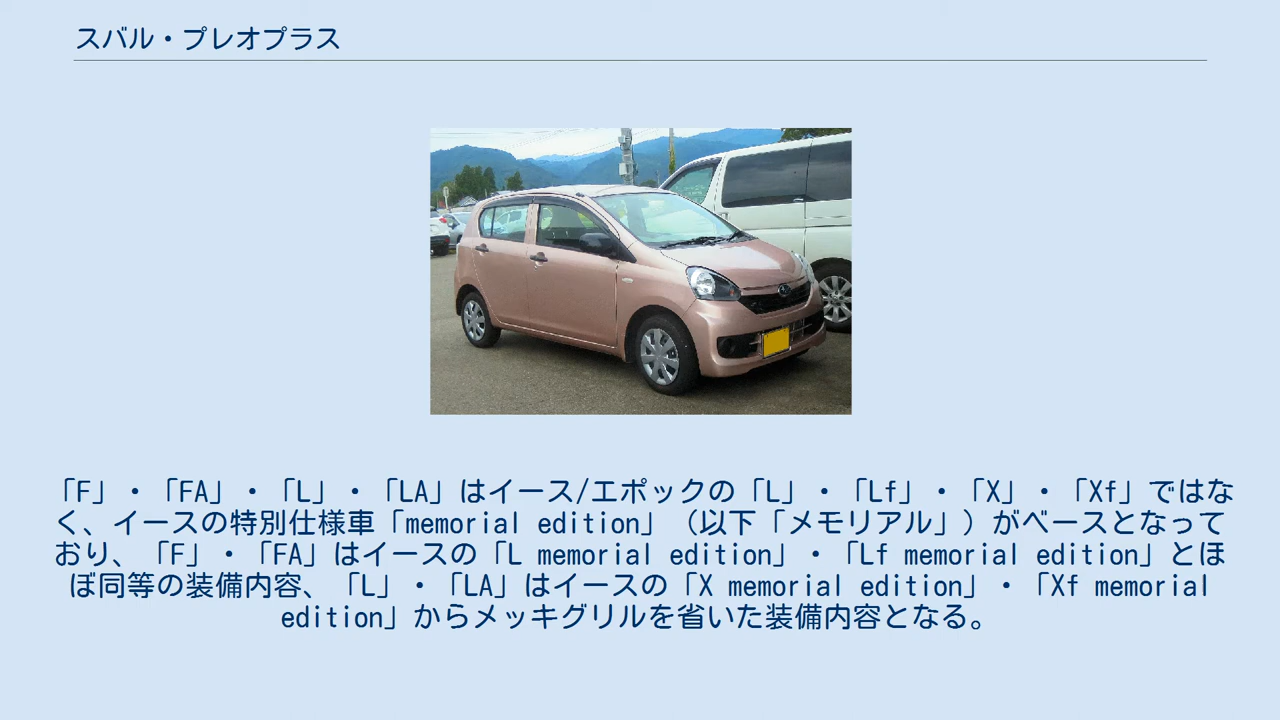 スバル・プレオプラス
「F」・「FA」・「L」・「LA」はイース/エポックの「L」・「Lf」・「X」・「Xf」ではな
く、イースの特別仕様車「memorial edition」（以下「メモリアル」）がベースとなって
おり、「F」・「FA」はイースの「L memorial edition」・「Lf memorial edition」とほ
ぼ同等の装備内容、「L」・「LA」はイースの「X memorial edition」・「Xf memorial
edition」からメッキグリルを省いた装備内容となる。